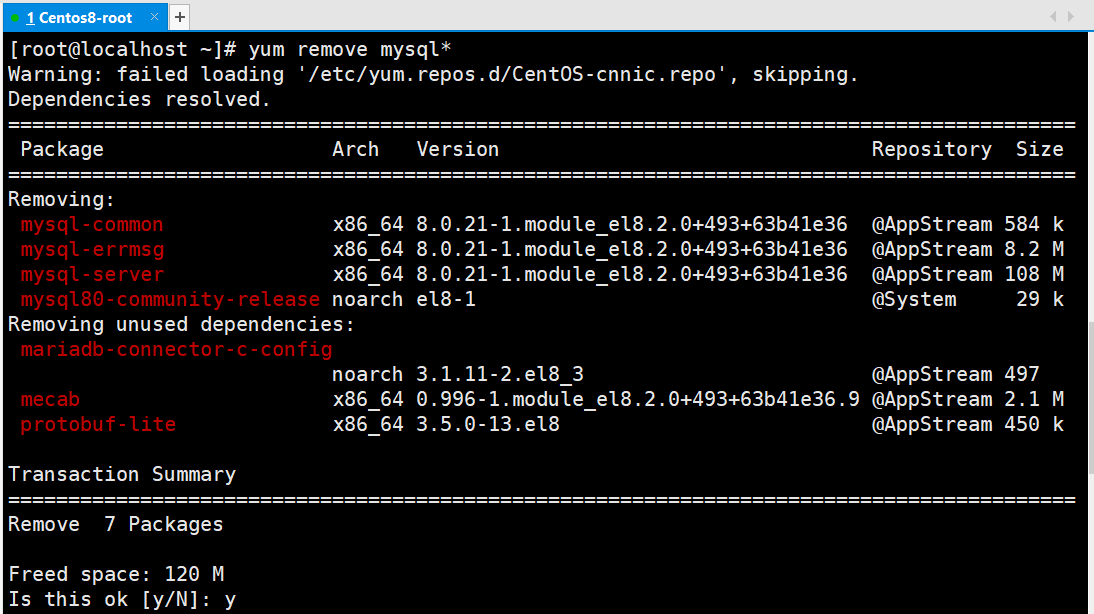 1 Centos8-root × +
[root@localhost ~]# yum remove mysql*
Warning: failed loading '/etc/yum.repos.d/CentOS-cnnic.repo', skipping.
Dependencies resolved.
=========================================================================================
 Package                   Arch   Version                               Repository  Size
=========================================================================================
Removing:
 mysql-common              x86_64 8.0.21-1.module_el8.2.0+493+63b41e36  @AppStream 584 k
 mysql-errmsg              x86_64 8.0.21-1.module_el8.2.0+493+63b41e36  @AppStream 8.2 M
 mysql-server              x86_64 8.0.21-1.module_el8.2.0+493+63b41e36  @AppStream 108 M
 mysql80-community-release noarch el8-1                                 @System     29 k
Removing unused dependencies:
 mariadb-connector-c-config
                           noarch 3.1.11-2.el8_3                        @AppStream 497
 mecab                     x86_64 0.996-1.module_el8.2.0+493+63b41e36.9 @AppStream 2.1 M
 protobuf-lite             x86_64 3.5.0-13.el8                          @AppStream 450 k
Transaction Summary
=========================================================================================
Remove  7 Packages
Freed space: 120 M
Is this ok [y/N]: y